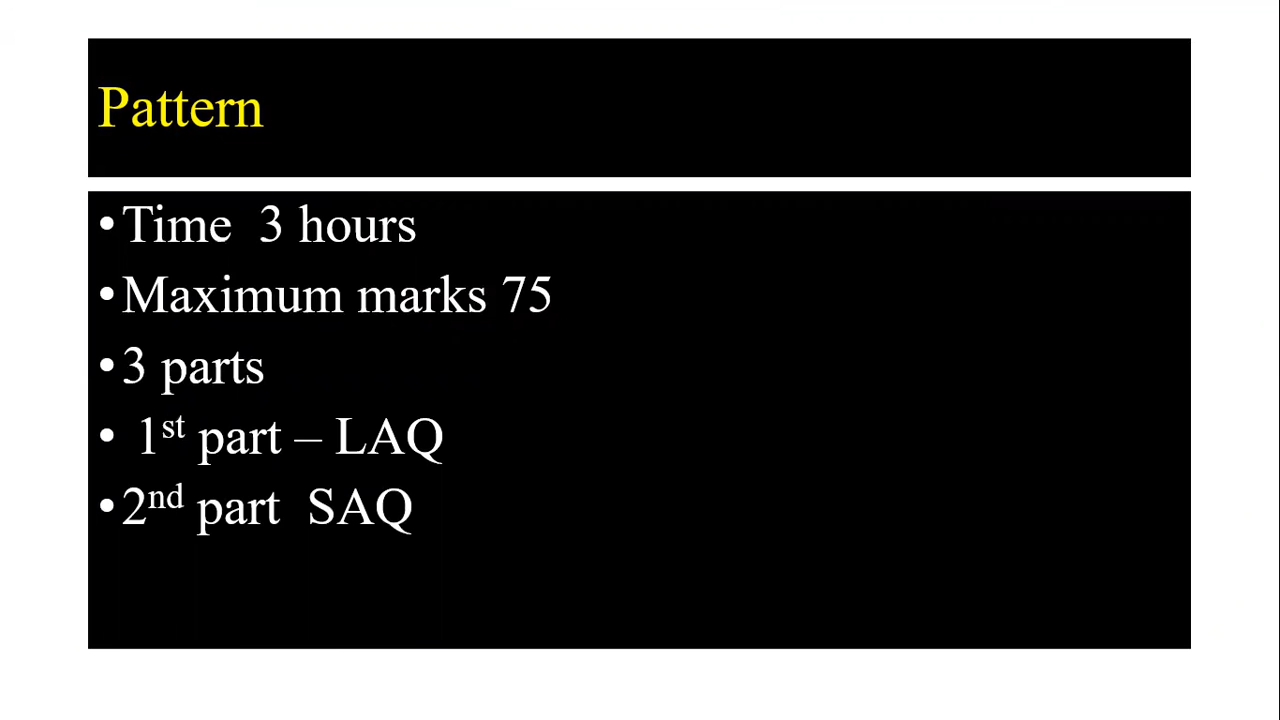 Pattern
•Time  3 hours
•Maximum marks 75
•3 parts
• 1st part – LAQ
•2nd part  SAQ